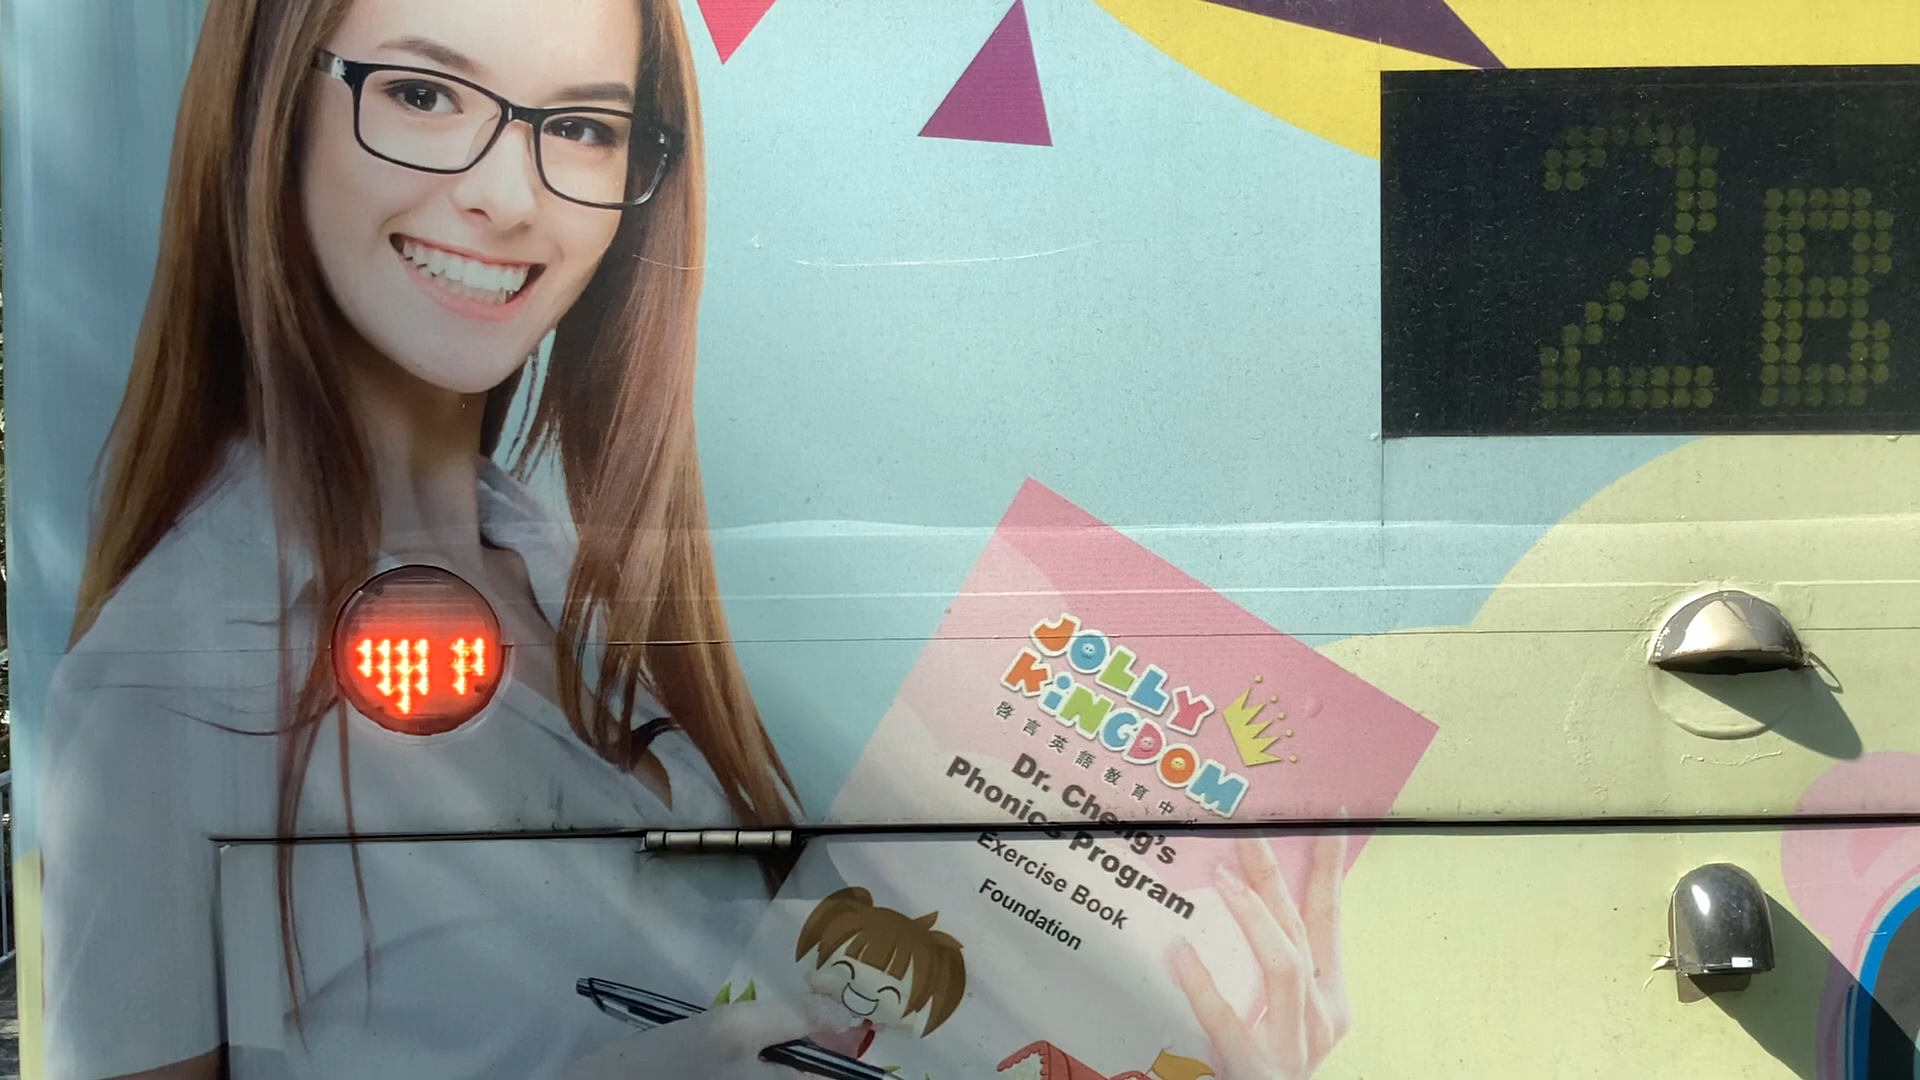 2B
JOLLY
KiNGDOM
啓言英語教育中心
Dr. Cheng's
Phonics Program
Exercise Book
Foundation